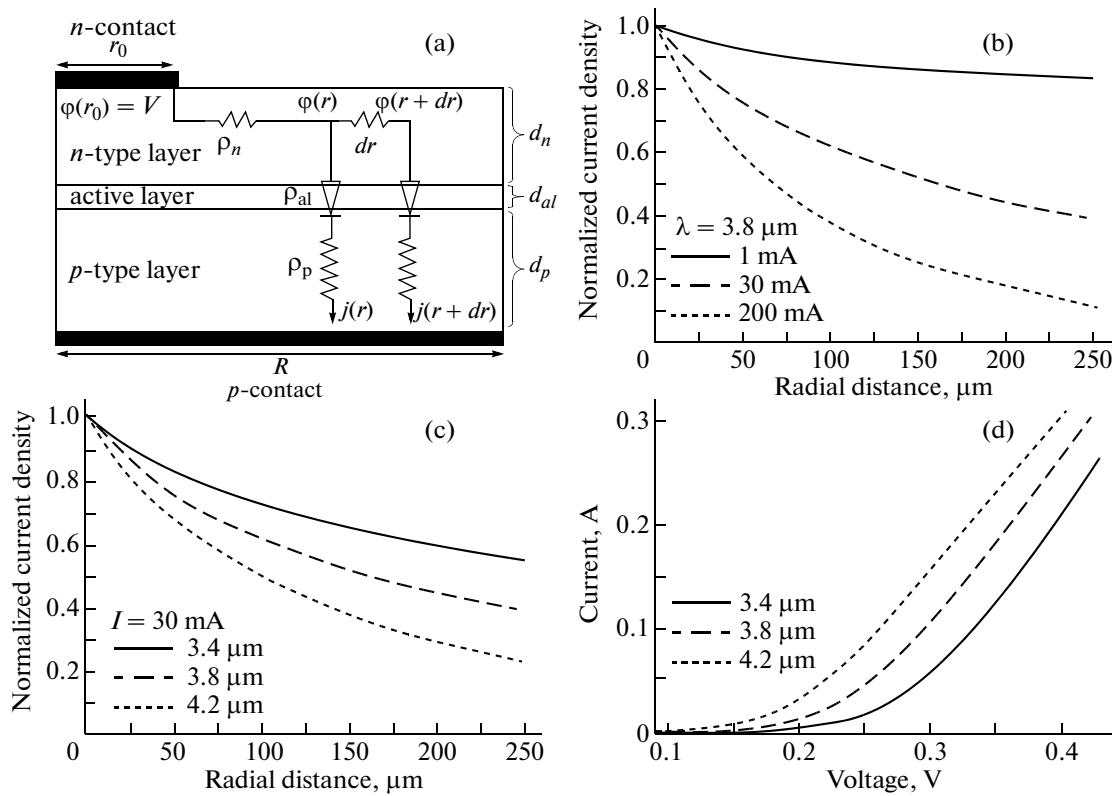 n-contact
r₀
(a)
φ(r₀) = V
φ(r)
φ(r + dr)
ρₙ
dr
dₙ
n-type layer
active layer
ρal
dal
p-type layer
ρp
dp
j(r)
j(r + dr)
R
p-contact
(b)
Normalized current density
1.0
0.8
0.6
0.4
0.2
λ = 3.8 μm
1 mA
30 mA
200 mA
0
50
100
150
200
250
Radial distance, μm
(c)
Normalized current density
1.0
0.8
0.6
0.4
0.2
I = 30 mA
3.4 μm
3.8 μm
4.2 μm
0
50
100
150
200
250
Radial distance, μm
(d)
Current, A
0.3
0.2
0.1
0
3.4 μm
3.8 μm
4.2 μm
0.1
0.2
0.3
0.4
Voltage, V